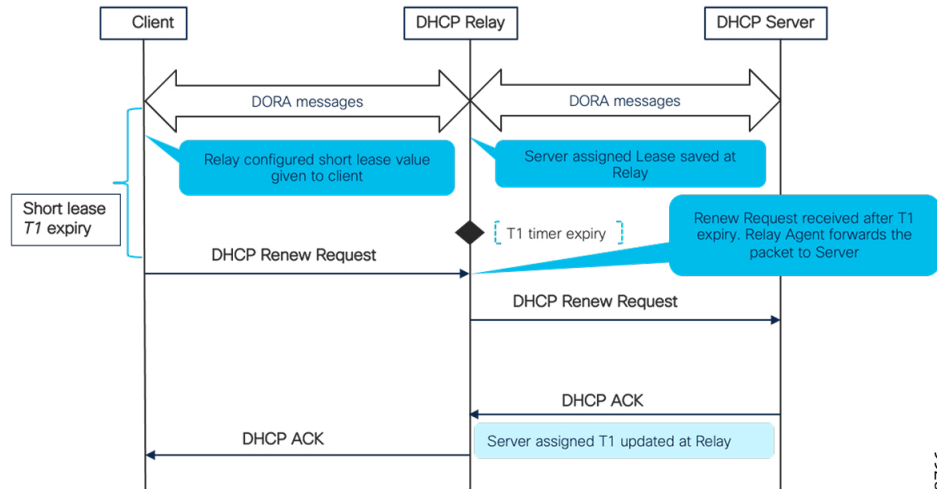 Client
DHCP Relay
DHCP Server
DORA messages
DORA messages
Relay configured short lease value
given to client
Server assigned Lease saved at
Relay
Short lease
T1 expiry
T1 timer expiry
Renew Request received after T1
expiry. Relay Agent forwards the
packet to Server
DHCP Renew Request
DHCP Renew Request
DHCP ACK
DHCP ACK
Server assigned T1 updated at Relay